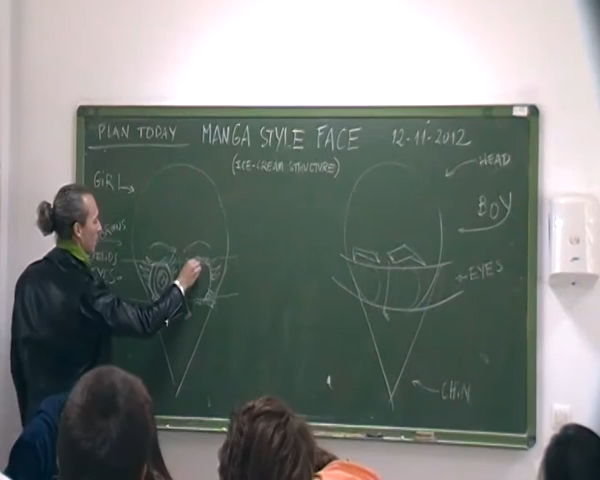 PLAN TODAY
MANGA STYLE FACE
12-11-2012
(ICE-CREAM STRUCTURE)
GIRL
HEAD
BOY
EYES
CHIN